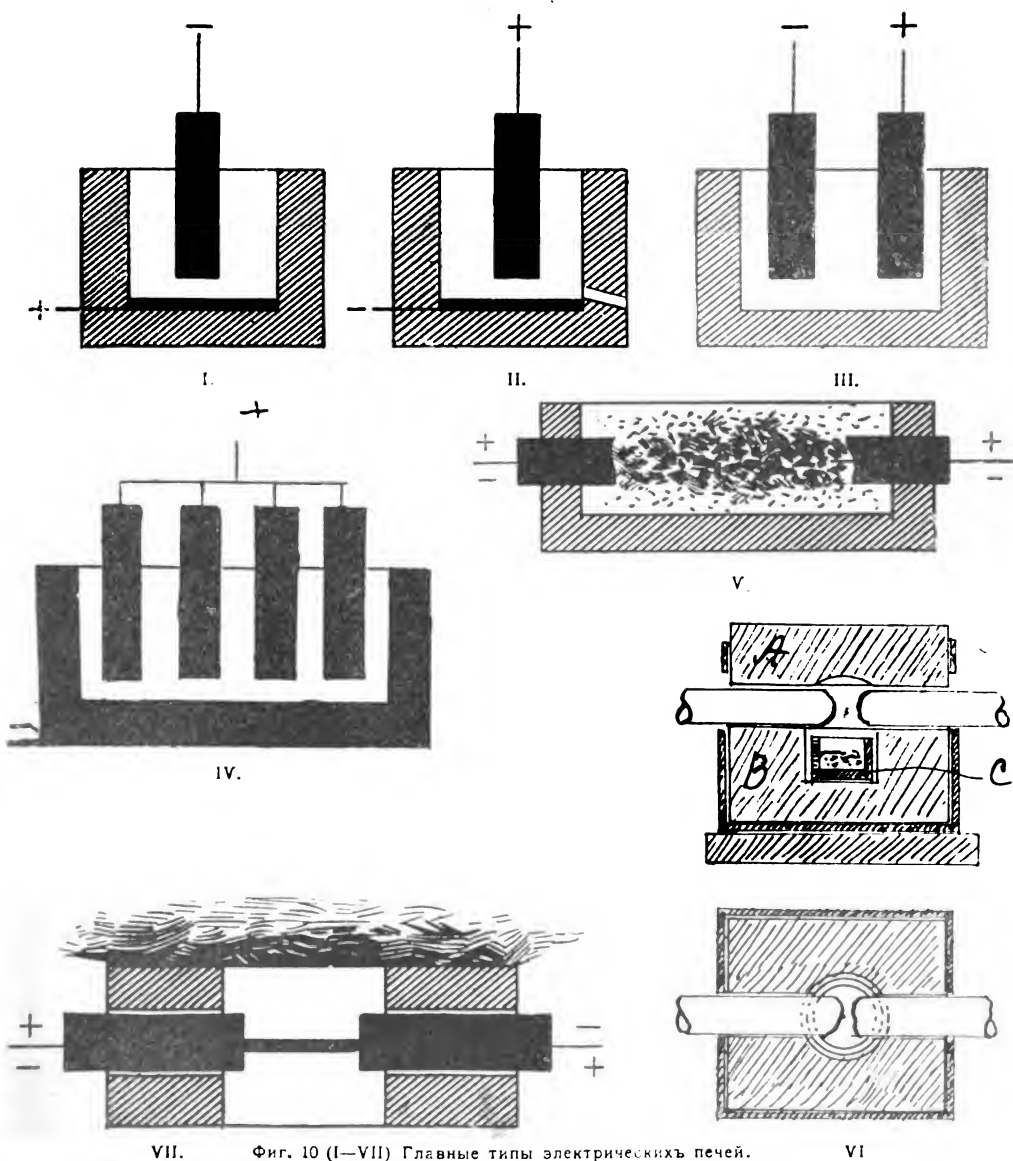 − + − +
+ −
I. II. III.
+
+ − + −
V.
A
B C
IV.
+ − − +
VII. Фиг. 10 (I—VII) Главные типы электрическихъ печей. VI